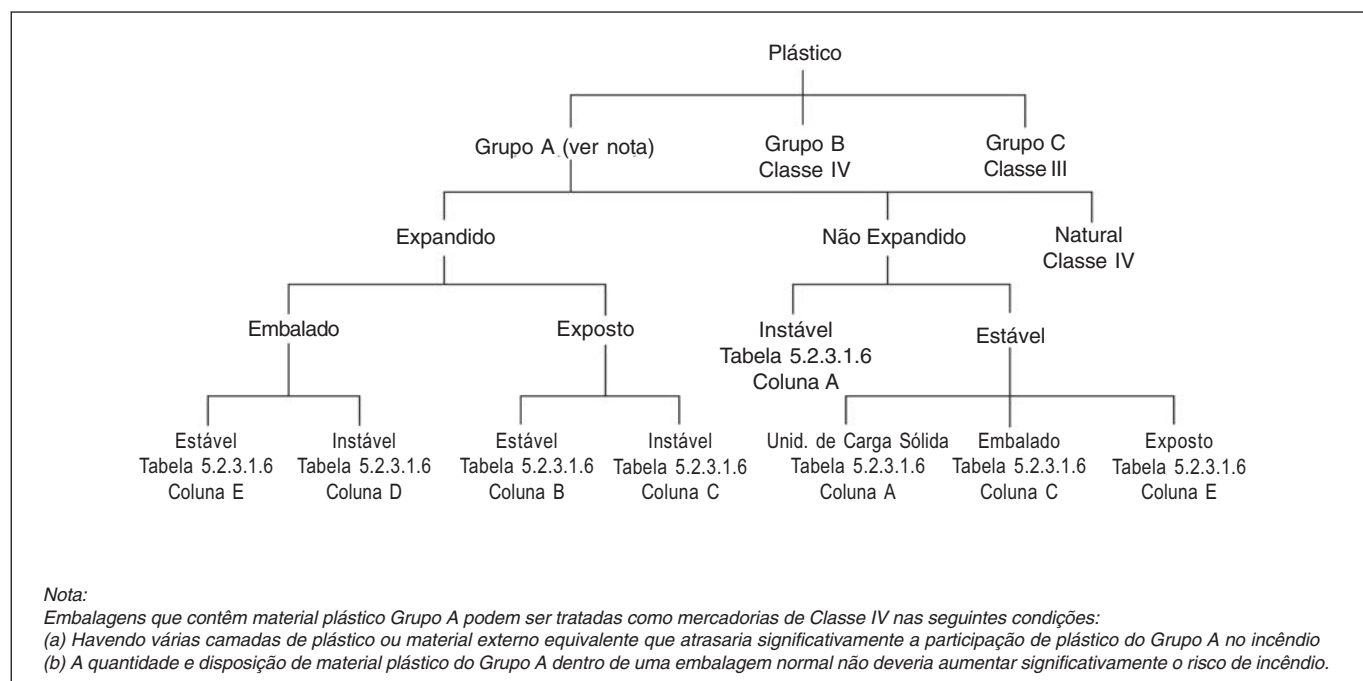 Plástico
Grupo A (ver nota)
Grupo B
Classe IV
Grupo C
Classe III
Expandido
Não Expandido
Natural
Classe IV
Embalado
Exposto
Instável
Tabela 5.2.3.1.6
Coluna A
Estável
Estável
Tabela 5.2.3.1.6
Coluna E
Instável
Tabela 5.2.3.1.6
Coluna D
Estável
Tabela 5.2.3.1.6
Coluna B
Instável
Tabela 5.2.3.1.6
Coluna C
Unid. de Carga Sólida
Tabela 5.2.3.1.6
Coluna A
Embalado
Tabela 5.2.3.1.6
Coluna C
Exposto
Tabela 5.2.3.1.6
Coluna E
Nota:
Embalagens que contêm material plástico Grupo A podem ser tratadas como mercadorias de Classe IV nas seguintes condições:
(a) Havendo várias camadas de plástico ou material externo equivalente que atrasaria significativamente a participação de plástico do Grupo A no incêndio
(b) A quantidade e disposição de material plástico do Grupo A dentro de uma embalagem normal não deveria aumentar significativamente o risco de incêndio.